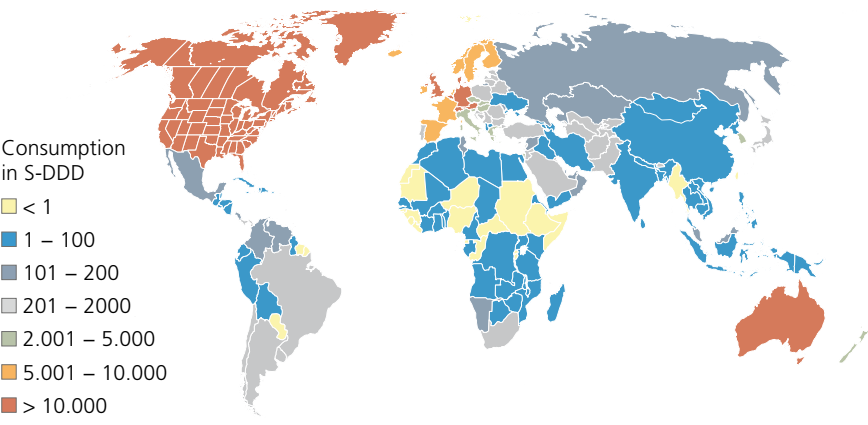 Consumption
in S-DDD
< 1
1 – 100
101 – 200
201 – 2000
2.001 – 5.000
5.001 – 10.000
> 10.000